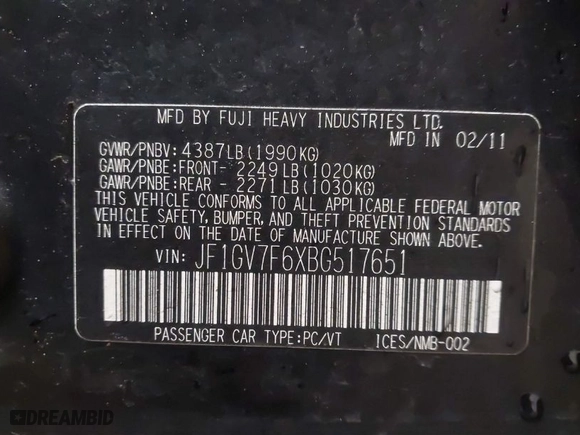 MFD BY FUJI HEAVY INDUSTRIES LTD.
MFD IN 02/11
GVWR/PNBV: 4387LB(1990KG)
GAWR/PNBE:FRONT- 2249LB(1020KG)
GAWR/PNBE:REAR - 2271LB(1030KG)
THIS VEHICLE CONFORMS TO ALL APPLICABLE FEDERAL MOTOR
VEHICLE SAFETY, BUMPER, AND THEFT PREVENTION STANDARDS
IN EFFECT ON THE DATE OF MANUFACTURE SHOWN ABOVE.
VIN: JF1GV7F6XBG517651
PASSENGER CAR TYPE:PC/VT ICES/NMB-002
DREAMBID